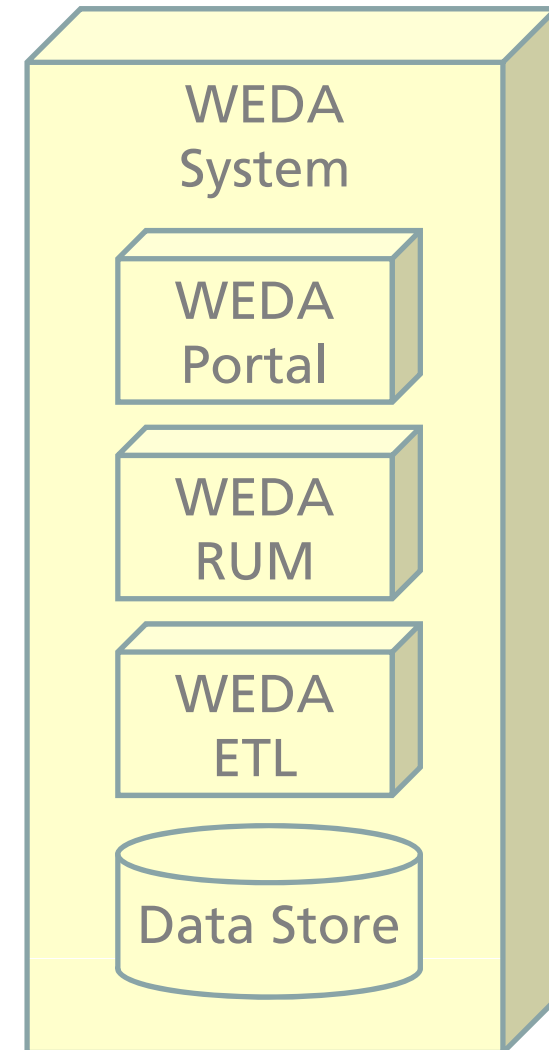 WEDA
System
WEDA
Portal
WEDA
RUM
WEDA
ETL
Data Store